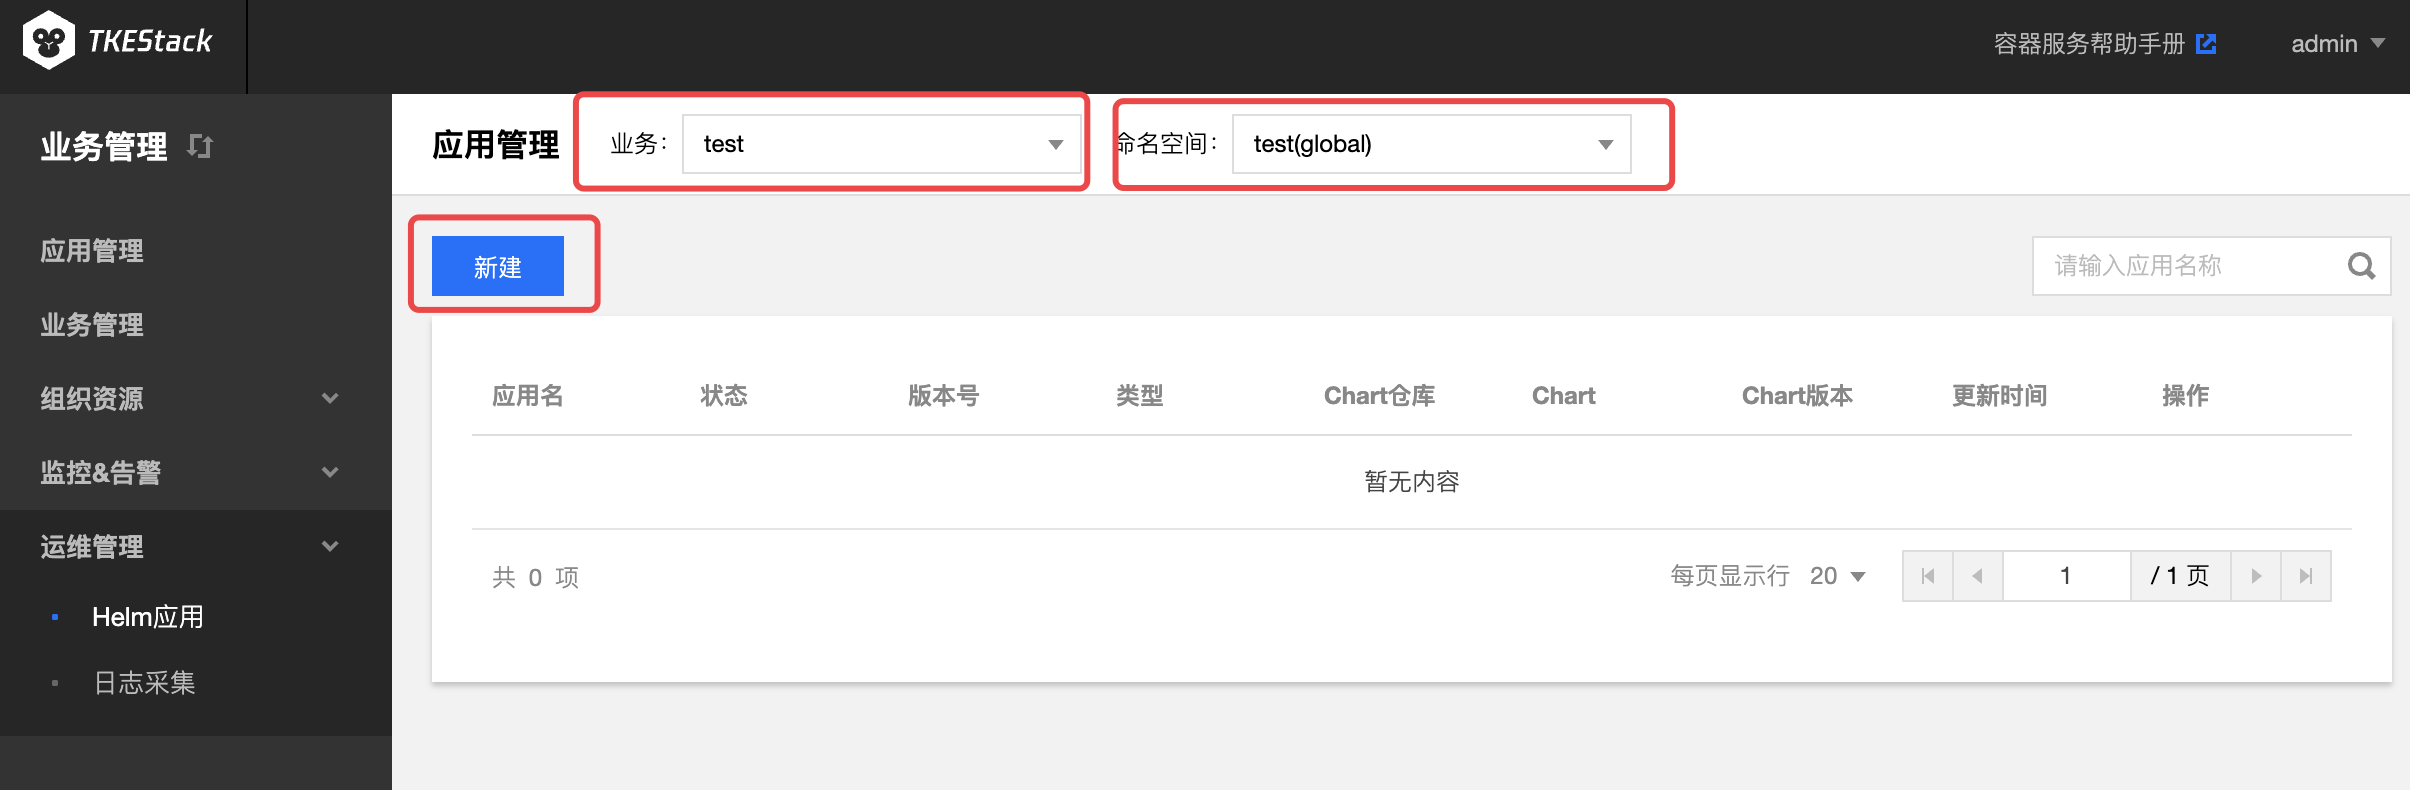 TKEStack
容器服务帮助手册
admin
业务管理
应用管理
业务管理
组织资源
监控&告警
运维管理
Helm应用
日志采集
应用管理 业务： test 命名空间： test(global)
新建
请输入应用名称
应用名 状态 版本号 类型 Chart仓库 Chart Chart版本 更新时间 操作
暂无内容
共 0 项 每页显示行 20 1 / 1 页